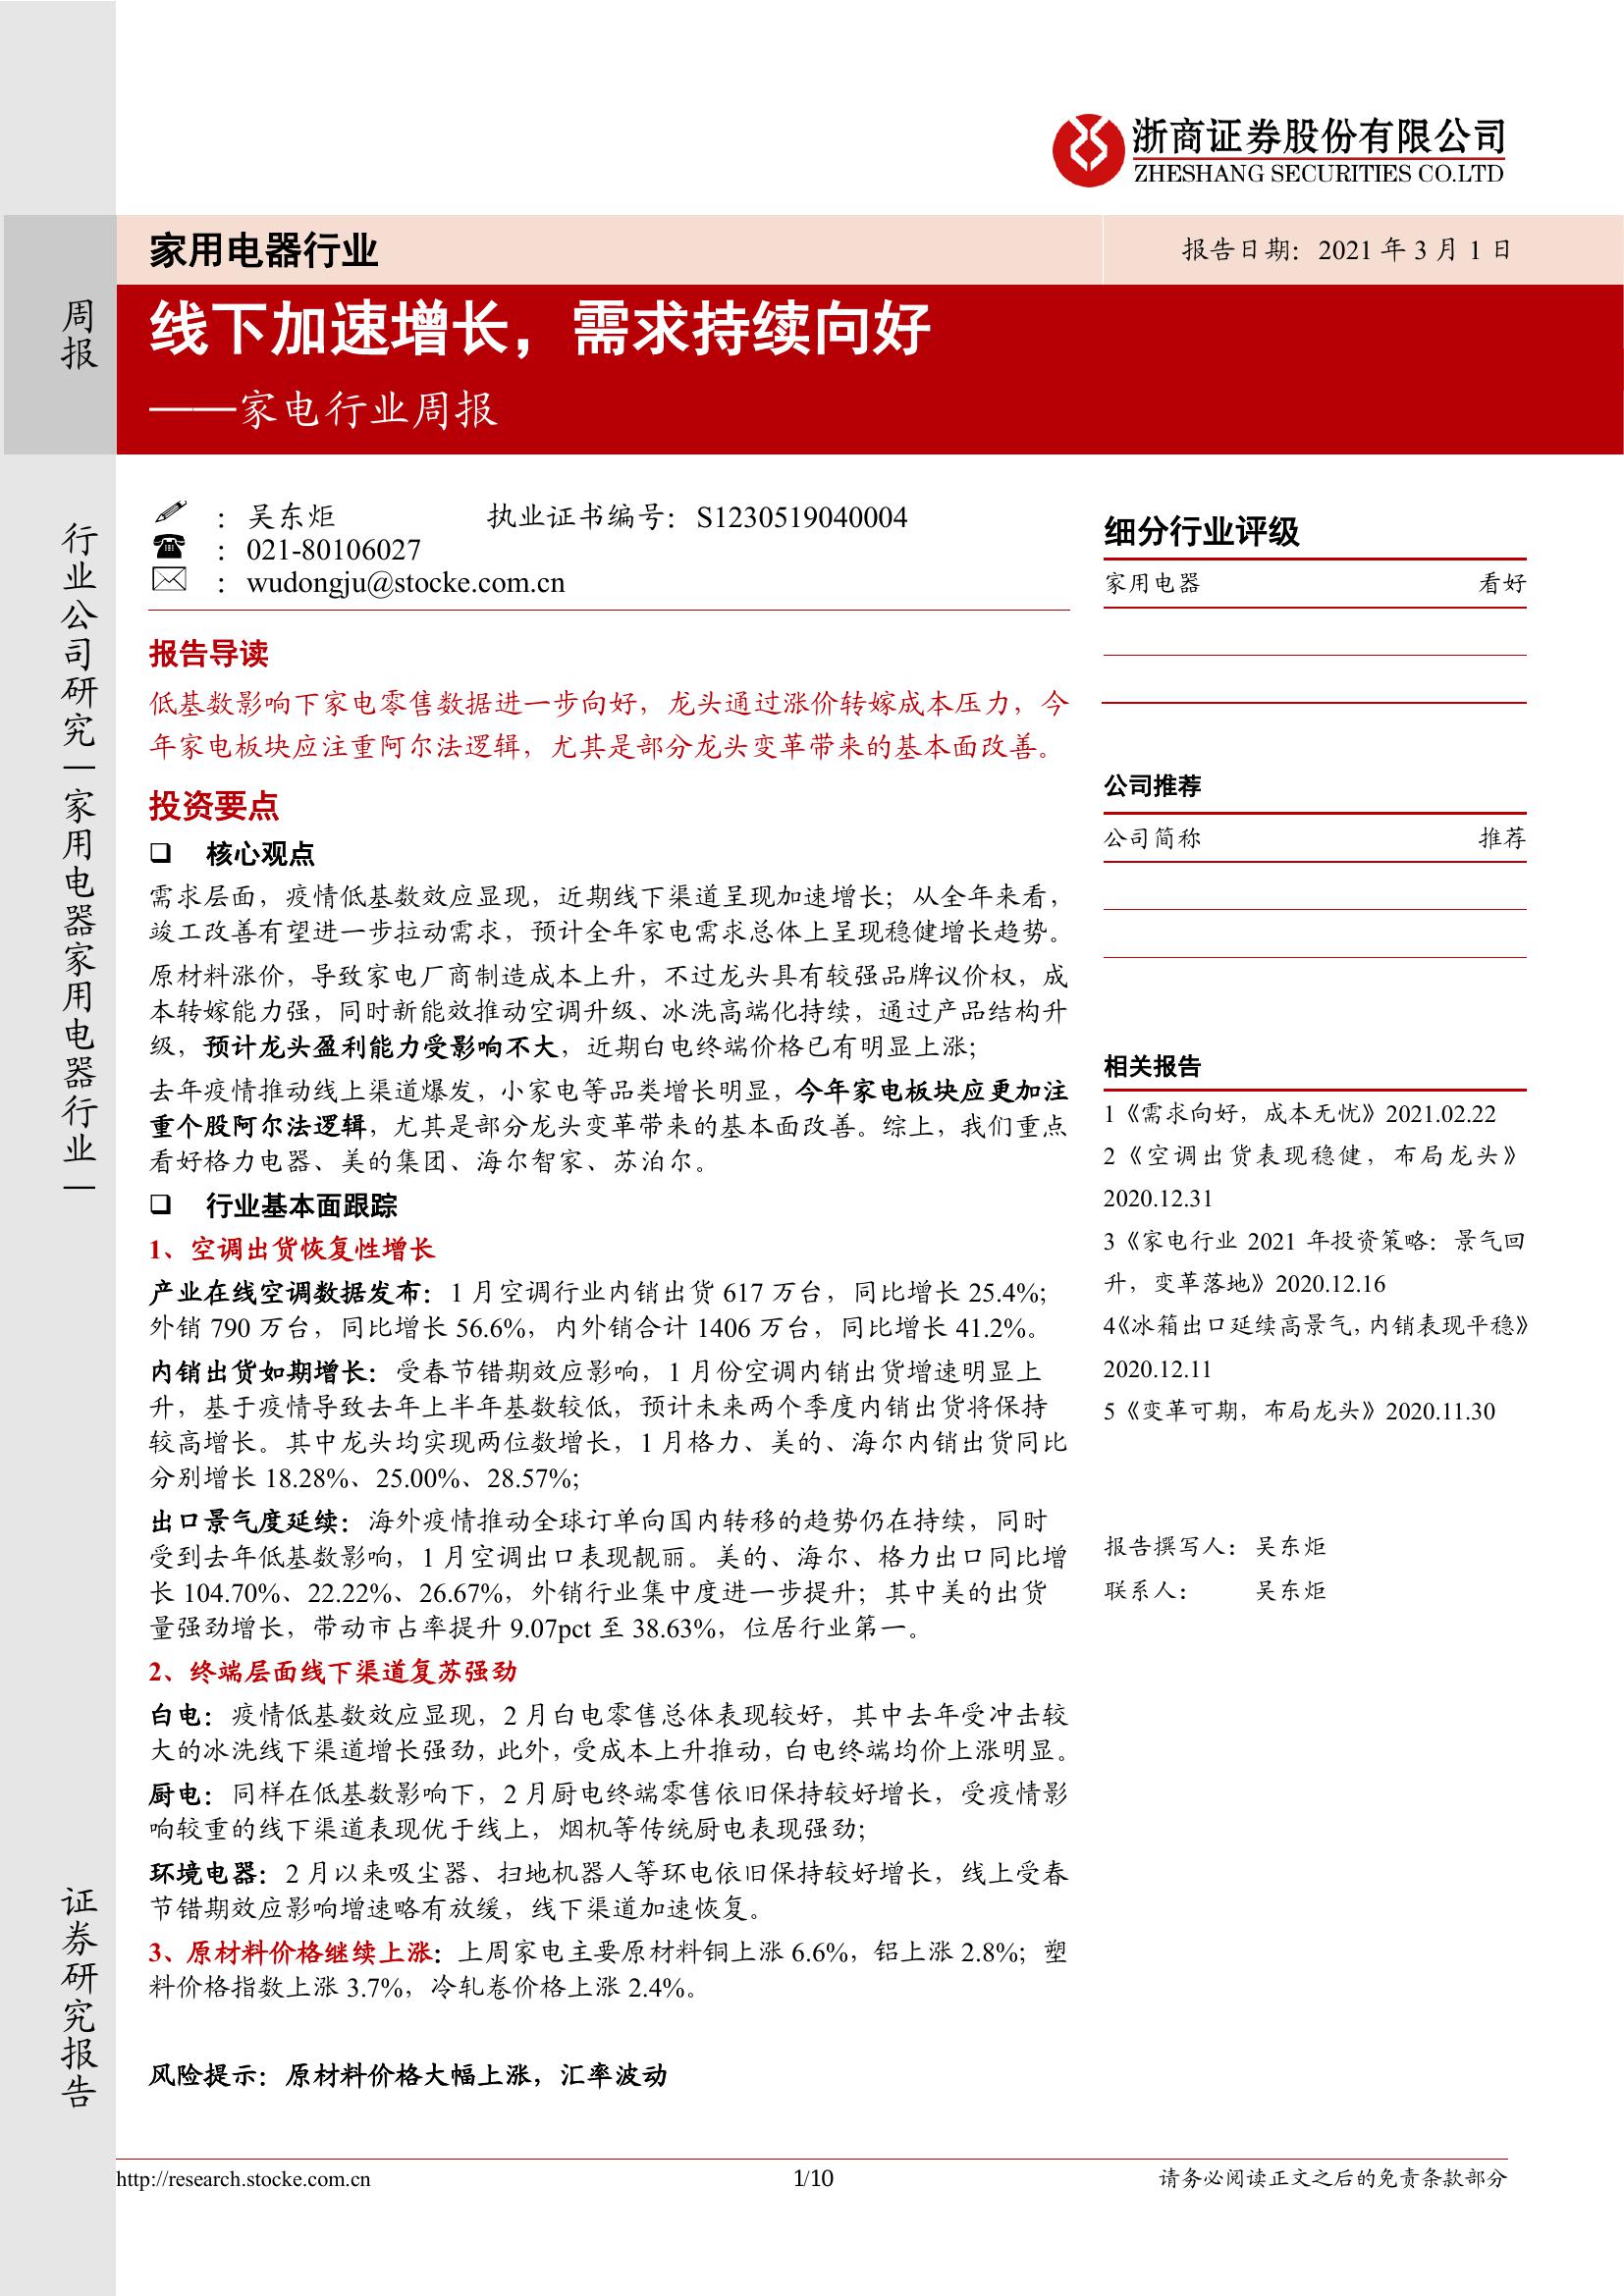 浙商证券股份有限公司
ZHESHANG SECURITIES CO.LTD
家用电器行业
报告日期：2021 年 3 月 1 日
周报
线下加速增长，需求持续向好
——家电行业周报
行业公司研究｜家用电器家用电器行业｜
证券研究报告
：吴东炬 执业证书编号：S1230519040004
：021-80106027
：wudongju@stocke.com.cn
报告导读
低基数影响下家电零售数据进一步向好，龙头通过涨价转嫁成本压力，今
年家电板块应注重阿尔法逻辑，尤其是部分龙头变革带来的基本面改善。
投资要点
❑ 核心观点
需求层面，疫情低基数效应显现，近期线下渠道呈现加速增长；从全年来看，
竣工改善有望进一步拉动需求，预计全年家电需求总体上呈现稳健增长趋势。
原材料涨价，导致家电厂商制造成本上升，不过龙头具有较强品牌议价权，成
本转嫁能力强，同时新能效推动空调升级、冰洗高端化持续，通过产品结构升
级，预计龙头盈利能力受影响不大，近期白电终端价格已有明显上涨；
去年疫情推动线上渠道爆发，小家电等品类增长明显，今年家电板块应更加注
重个股阿尔法逻辑，尤其是部分龙头变革带来的基本面改善。综上，我们重点
看好格力电器、美的集团、海尔智家、苏泊尔。
❑ 行业基本面跟踪
1、空调出货恢复性增长
产业在线空调数据发布：1 月空调行业内销出货 617 万台，同比增长 25.4%；
外销 790 万台，同比增长 56.6%，内外销合计 1406 万台，同比增长 41.2%。
内销出货如期增长：受春节错期效应影响，1 月份空调内销出货增速明显上
升，基于疫情导致去年上半年基数较低，预计未来两个季度内销出货将保持
较高增长。其中龙头均实现两位数增长，1 月格力、美的、海尔内销出货同比
分别增长 18.28%、25.00%、28.57%；
出口景气度延续：海外疫情推动全球订单向国内转移的趋势仍在持续，同时
受到去年低基数影响，1 月空调出口表现靓丽。美的、海尔、格力出口同比增
长 104.70%、22.22%、26.67%，外销行业集中度进一步提升；其中美的出货
量强劲增长，带动市占率提升 9.07pct 至 38.63%，位居行业第一。
2、终端层面线下渠道复苏强劲
白电：疫情低基数效应显现，2 月白电零售总体表现较好，其中去年受冲击较
大的冰洗线下渠道增长强劲，此外，受成本上升推动，白电终端均价上涨明显。
厨电：同样在低基数影响下，2 月厨电终端零售依旧保持较好增长，受疫情影
响较重的线下渠道表现优于线上，烟机等传统厨电表现强劲；
环境电器：2 月以来吸尘器、扫地机器人等环电依旧保持较好增长，线上受春
节错期效应影响增速略有放缓，线下渠道加速恢复。
3、原材料价格继续上涨：上周家电主要原材料铜上涨 6.6%，铝上涨 2.8%；塑
料价格指数上涨 3.7%，冷轧卷价格上涨 2.4%。
风险提示：原材料价格大幅上涨，汇率波动
细分行业评级
家用电器 看好
公司推荐
公司简称 推荐
相关报告
1《需求向好，成本无忧》2021.02.22
2《空调出货表现稳健，布局龙头》
2020.12.31
3《家电行业 2021 年投资策略：景气回
升，变革落地》2020.12.16
4《冰箱出口延续高景气，内销表现平稳》
2020.12.11
5《变革可期，布局龙头》2020.11.30
报告撰写人：吴东炬
联系人： 吴东炬
http://research.stocke.com.cn 1/10 请务必阅读正文之后的免责条款部分